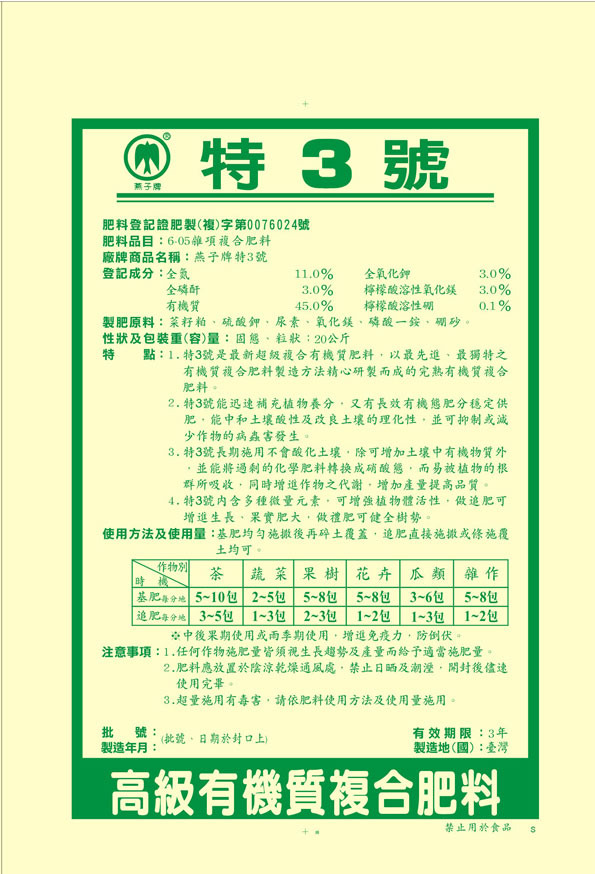 ®
燕子牌
特3號
肥料登記證肥製(複)字第0076024號
肥料品目：6-05雜項複合肥料
廠牌商品名稱：燕子牌特3號
登記成分：全氮 11.0% 全氧化鉀 3.0%
全磷酐 3.0% 檸檬酸溶性氧化鎂 3.0%
有機質 45.0% 檸檬酸溶性硼 0.1%
製肥原料：菜籽粕、硫酸鉀、尿素、氧化鎂、磷酸一銨、硼砂。
性狀及包裝重(容)量：固態、粒狀；20公斤
特 點：1.特3號是最新超級複合有機質肥料，以最先進、最獨特之
有機質複合肥料製造方法精心研製而成的完熟有機質複合
肥料。
2.特3號能迅速補充植物養分，又有長效有機態肥分穩定供
肥，能中和土壤酸性及改良土壤的理化性，並可抑制或減
少作物的病蟲害發生。
3.特3號長期施用不會酸化土壤，除可增加土壤中有機物質外
，並能將過剩的化學肥料轉換成硝酸態，而易被植物的根
群所吸收，同時增進作物之代謝，增加產量提高品質。
4.特3號內含多種微量元素，可增強植物體活性，做追肥可
增進生長，果實肥大，做禮肥可健全樹勢。
使用方法及使用量：基肥均勻施撒後再碎土覆蓋，追肥直接施撒或條施覆
土均可。
作物別
時機 茶 蔬菜 果樹 花卉 瓜類 雜作
基肥每分地 5~10包 2~5包 5~8包 5~8包 3~6包 5~8包
追肥每分地 3~5包 1~3包 2~3包 1~2包 1~3包 1~2包
※中後果期使用或雨季期使用，增進免疫力，防倒伏。
注意事項：1.任何作物施肥量皆須視生長趨勢及產量而給予適當施肥量。
2.肥料應放置於陰涼乾燥通風處，禁止日晒及潮溼，開封後儘速
使用完畢。
3.超量施用有毒害，請依肥料使用方法及使用量施用。
批 號：
製造年月：(批號、日期於封口上)
有效期限：3年
製造地(國)：臺灣
高級有機質複合肥料
禁止用於食品 S